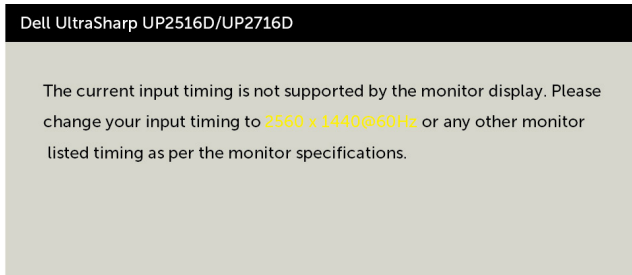 Dell UltraSharp UP2516D/UP2716D
The current input timing is not supported by the monitor display. Please
change your input timing to 2560 x 1440@60Hz or any other monitor
listed timing as per the monitor specifications.